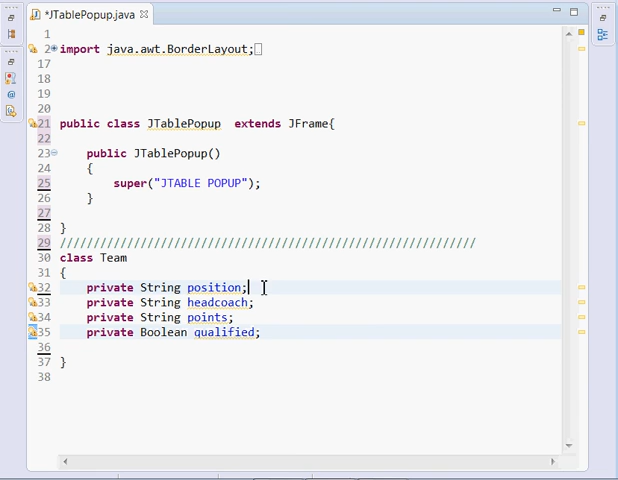 *JTablePopup.java
1
2 import java.awt.BorderLayout;
17
18
19
20
21 public class JTablePopup  extends JFrame{
22
23     public JTablePopup()
24     {
25         super("JTABLE POPUP");
26     }
27
28 }
29 //////////////////////////////////////////////////////////////
30 class Team
31 {
32     private String position;
33     private String headcoach;
34     private String points;
35     private Boolean qualified;
36
37 }
38